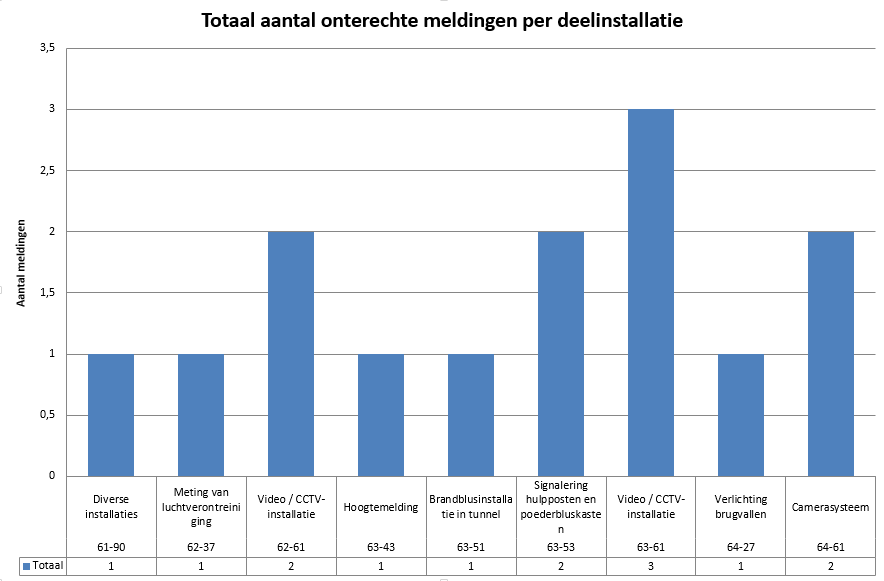 Totaal aantal onterechte meldingen per deelinstallatie
3,5
3
2,5
2
1,5
1
0,5
0
Aantal meldingen
Diverse
installaties
Meting van
luchtverontreini
ging
Video / CCTV-
installatie
Hoogtemelding
Brandblusinstalla
tie in tunnel
Signalering
hulpposten en
poederbluskaste
n
Video / CCTV-
installatie
Verlichting
brugvallen
Camerasysteem
61-90 62-37 62-61 63-43 63-51 63-53 63-61 64-27 64-61
Totaal 1 1 2 1 1 2 3 1 2